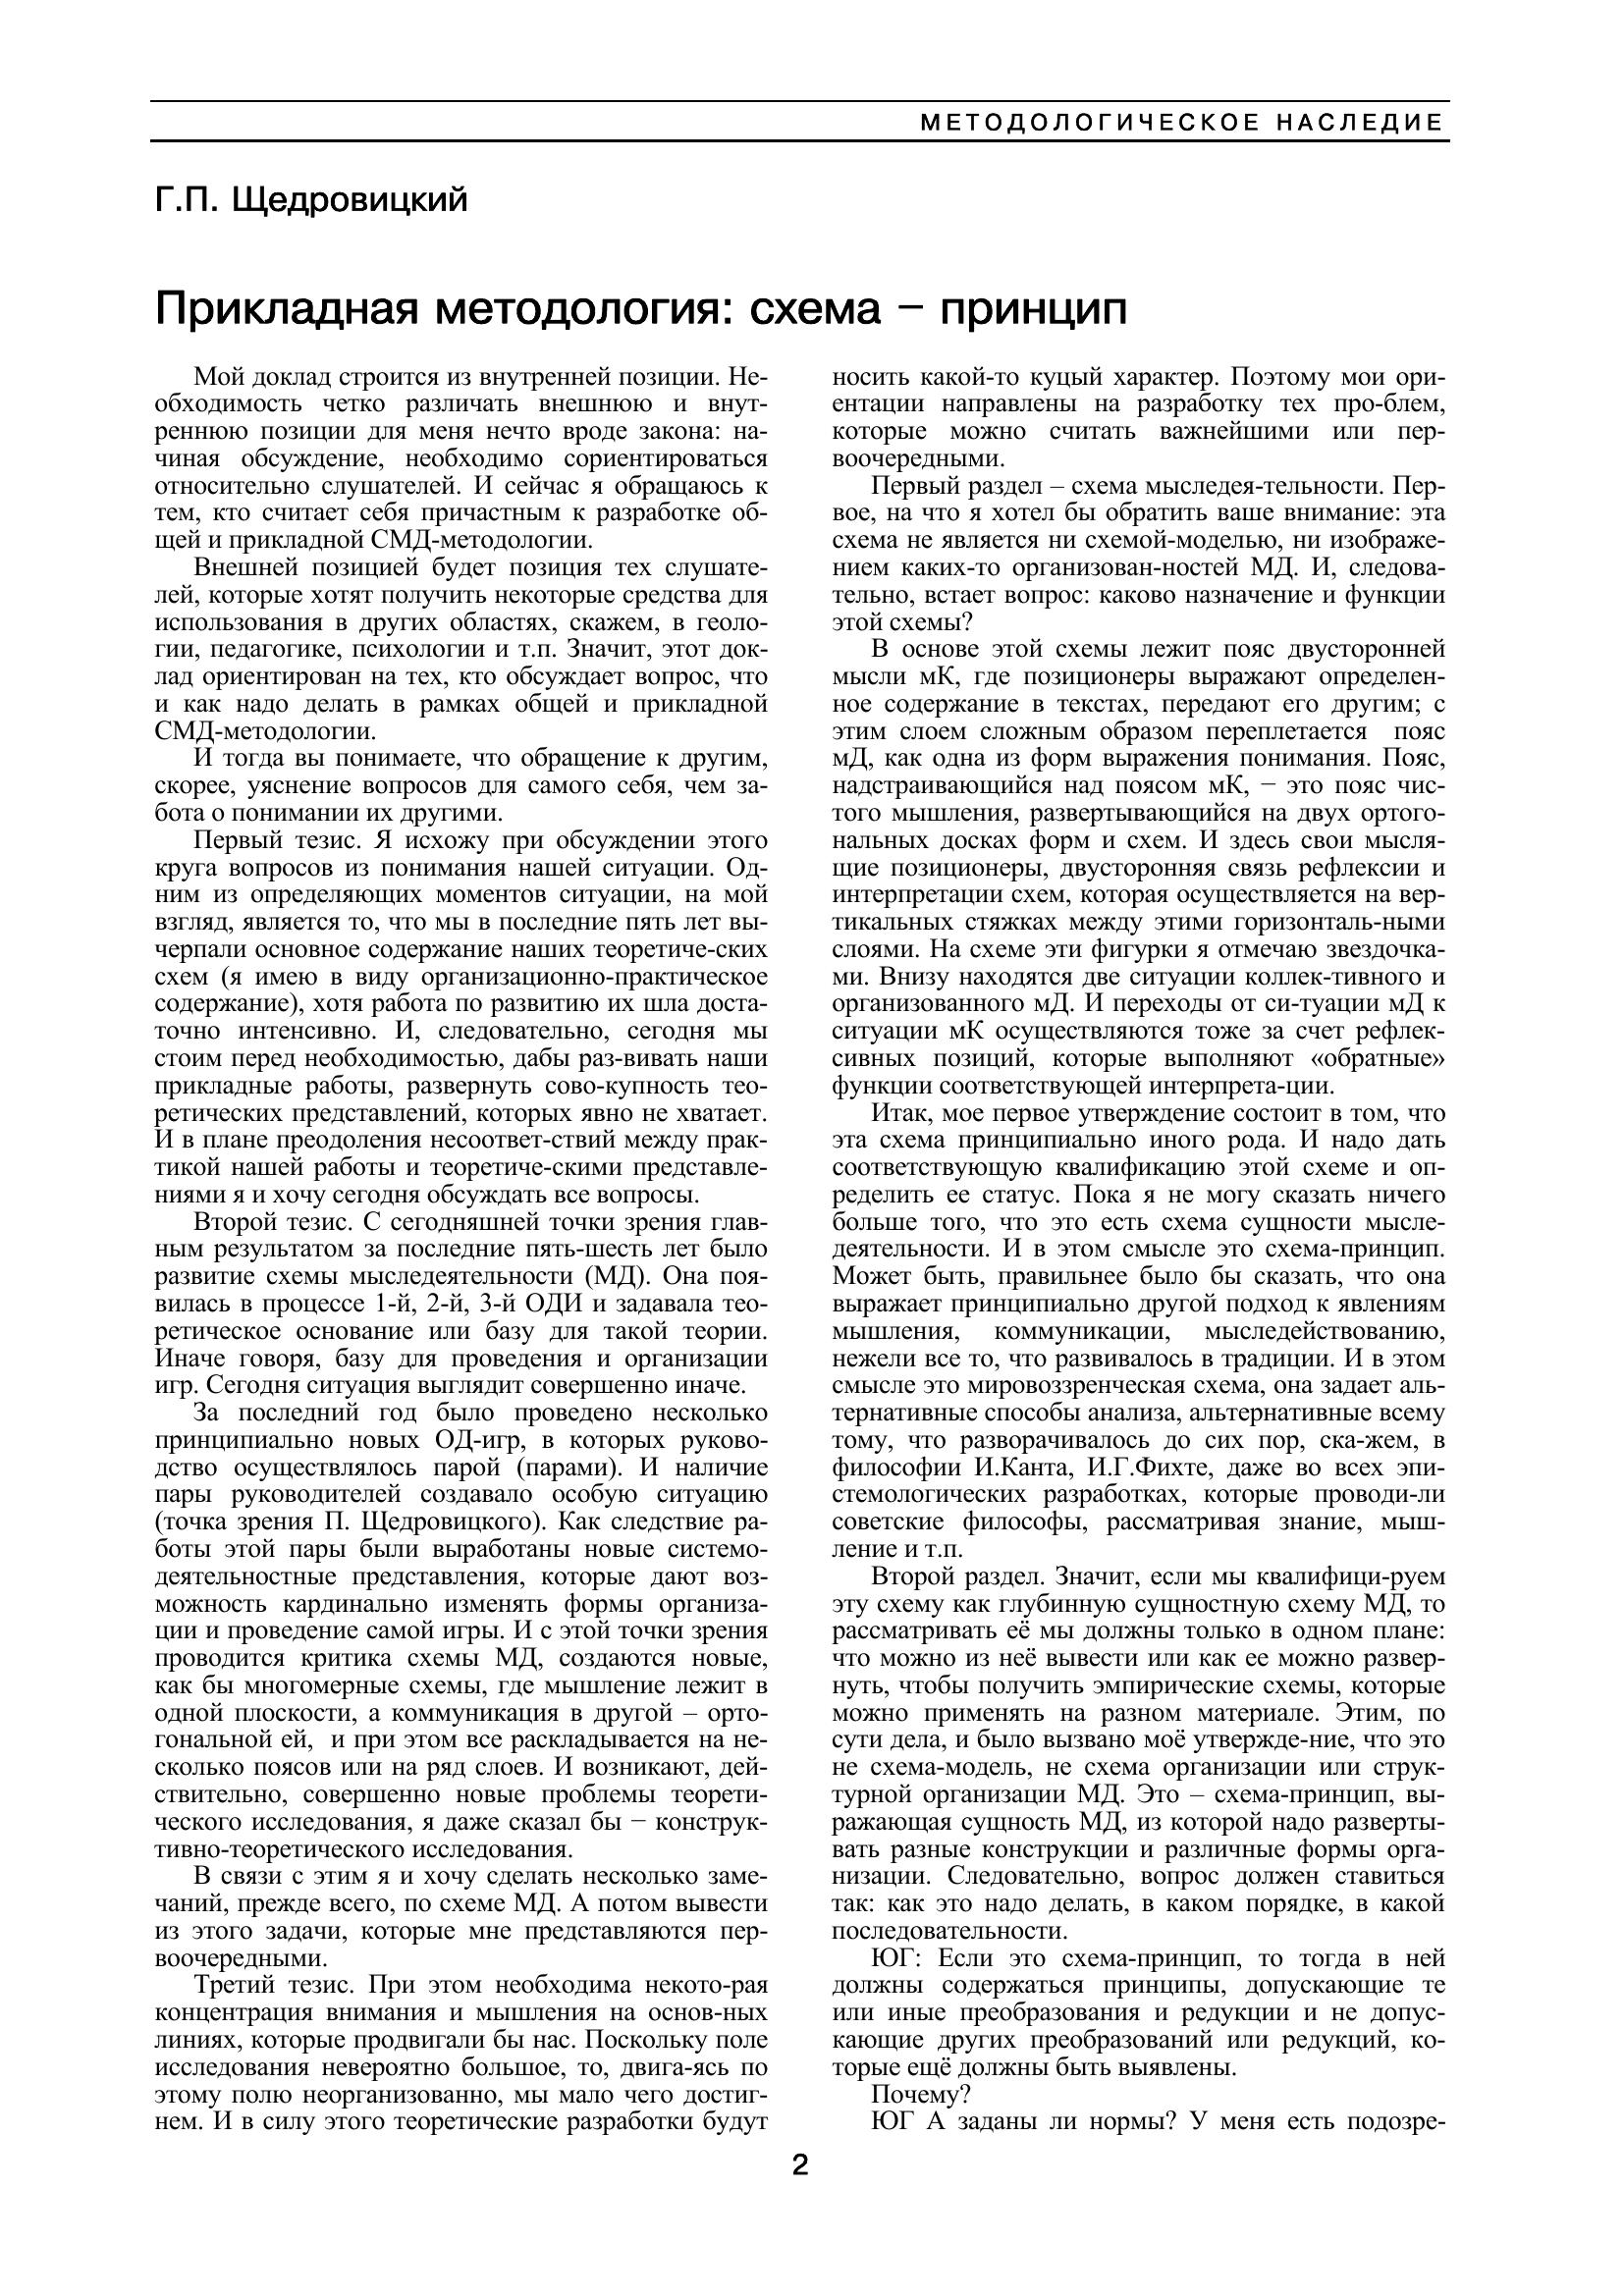 МЕТОДОЛОГИЧЕСКОЕ НАСЛЕДИЕ
Г.П. Щедровицкий
Прикладная методология: схема – принцип
Мой доклад строится из внутренней позиции. Не-
обходимость четко различать внешнюю и внут-
реннюю позиции для меня нечто вроде закона: на-
чиная обсуждение, необходимо сориентироваться
относительно слушателей. И сейчас я обращаюсь к
тем, кто считает себя причастным к разработке об-
щей и прикладной СМД-методологии.
Внешней позицией будет позиция тех слушате-
лей, которые хотят получить некоторые средства для
использования в других областях, скажем, в геоло-
гии, педагогике, психологии и т.п. Значит, этот док-
лад ориентирован на тех, кто обсуждает вопрос, что
и как надо делать в рамках общей и прикладной
СМД-методологии.
И тогда вы понимаете, что обращение к другим,
скорее, уяснение вопросов для самого себя, чем за-
бота о понимании их другими.
Первый тезис. Я исхожу при обсуждении этого
круга вопросов из понимания нашей ситуации. Од-
ним из определяющих моментов ситуации, на мой
взгляд, является то, что мы в последние пять лет вы-
черпали основное содержание наших теоретиче-ских
схем (я имею в виду организационно-практическое
содержание), хотя работа по развитию их шла доста-
точно интенсивно. И, следовательно, сегодня мы
стоим перед необходимостью, дабы раз-вивать наши
прикладные работы, развернуть сово-купность тео-
ретических представлений, которых явно не хватает.
И в плане преодоления несоответ-ствий между прак-
тикой нашей работы и теоретиче-скими представле-
ниями я и хочу сегодня обсуждать все вопросы.
Второй тезис. С сегодняшней точки зрения глав-
ным результатом за последние пять-шесть лет было
развитие схемы мыследеятельности (МД). Она поя-
вилась в процессе 1-й, 2-й, 3-й ОДИ и задавала тео-
ретическое основание или базу для такой теории.
Иначе говоря, базу для проведения и организации
игр. Сегодня ситуация выглядит совершенно иначе.
За последний год было проведено несколько
принципиально новых ОД-игр, в которых руково-
дство осуществлялось парой (парами). И наличие
пары руководителей создавало особую ситуацию
(точка зрения П. Щедровицкого). Как следствие ра-
боты этой пары были выработаны новые системо-
деятельностные представления, которые дают воз-
можность кардинально изменять формы организа-
ции и проведение самой игры. И с этой точки зрения
проводится критика схемы МД, создаются новые,
как бы многомерные схемы, где мышление лежит в
одной плоскости, а коммуникация в другой – орто-
гональной ей, и при этом все раскладывается на не-
сколько поясов или на ряд слоев. И возникают, дей-
ствительно, совершенно новые проблемы теорети-
ческого исследования, я даже сказал бы − конструк-
тивно-теоретического исследования.
В связи с этим я и хочу сделать несколько заме-
чаний, прежде всего, по схеме МД. А потом вывести
из этого задачи, которые мне представляются пер-
воочередными.
Третий тезис. При этом необходима некото-рая
концентрация внимания и мышления на основ-ных
линиях, которые продвигали бы нас. Поскольку поле
исследования невероятно большое, то, двига-ясь по
этому полю неорганизованно, мы мало чего достиг-
нем. И в силу этого теоретические разработки будут
носить какой-то куцый характер. Поэтому мои ори-
ентации направлены на разработку тех про-блем,
которые можно считать важнейшими или пер-
воочередными.
Первый раздел – схема мыследея-тельности. Пер-
вое, на что я хотел бы обратить ваше внимание: эта
схема не является ни схемой-моделью, ни изображе-
нием каких-то организован-ностей МД. И, следова-
тельно, встает вопрос: каково назначение и функции
этой схемы?
В основе этой схемы лежит пояс двусторонней
мысли мК, где позиционеры выражают определен-
ное содержание в текстах, передают его другим; с
этим слоем сложным образом переплетается пояс
мД, как одна из форм выражения понимания. Пояс,
надстраивающийся над поясом мК, − это пояс чис-
того мышления, развертывающийся на двух ортого-
нальных досках форм и схем. И здесь свои мысля-
щие позиционеры, двусторонняя связь рефлексии и
интерпретации схем, которая осуществляется на вер-
тикальных стяжках между этими горизонталь-ными
слоями. На схеме эти фигурки я отмечаю звездочка-
ми. Внизу находятся две ситуации коллек-тивного и
организованного мД. И переходы от си-туации мД к
ситуации мК осуществляются тоже за счет рефлек-
сивных позиций, которые выполняют «обратные»
функции соответствующей интерпрета-ции.
Итак, мое первое утверждение состоит в том, что
эта схема принципиально иного рода. И надо дать
соответствующую квалификацию этой схеме и оп-
ределить ее статус. Пока я не могу сказать ничего
больше того, что это есть схема сущности мысле-
деятельности. И в этом смысле это схема-принцип.
Может быть, правильнее было бы сказать, что она
выражает принципиально другой подход к явлениям
мышления, коммуникации, мыследействованию,
нежели все то, что развивалось в традиции. И в этом
смысле это мировоззренческая схема, она задает аль-
тернативные способы анализа, альтернативные всему
тому, что разворачивалось до сих пор, ска-жем, в
философии И.Канта, И.Г.Фихте, даже во всех эпи-
стемологических разработках, которые проводи-ли
советские философы, рассматривая знание, мыш-
ление и т.п.
Второй раздел. Значит, если мы квалифици-руем
эту схему как глубинную сущностную схему МД, то
рассматривать её мы должны только в одном плане:
что можно из неё вывести или как ее можно развер-
нуть, чтобы получить эмпирические схемы, которые
можно применять на разном материале. Этим, по
сути дела, и было вызвано моё утвержде-ние, что это
не схема-модель, не схема организации или струк-
турной организации МД. Это – схема-принцип, вы-
ражающая сущность МД, из которой надо разверты-
вать разные конструкции и различные формы орга-
низации. Следовательно, вопрос должен ставиться
так: как это надо делать, в каком порядке, в какой
последовательности.
ЮГ: Если это схема-принцип, то тогда в ней
должны содержаться принципы, допускающие те
или иные преобразования и редукции и не допус-
кающие других преобразований или редукций, ко-
торые ещё должны быть выявлены.
Почему?
ЮГ А заданы ли нормы? У меня есть подозре-
2